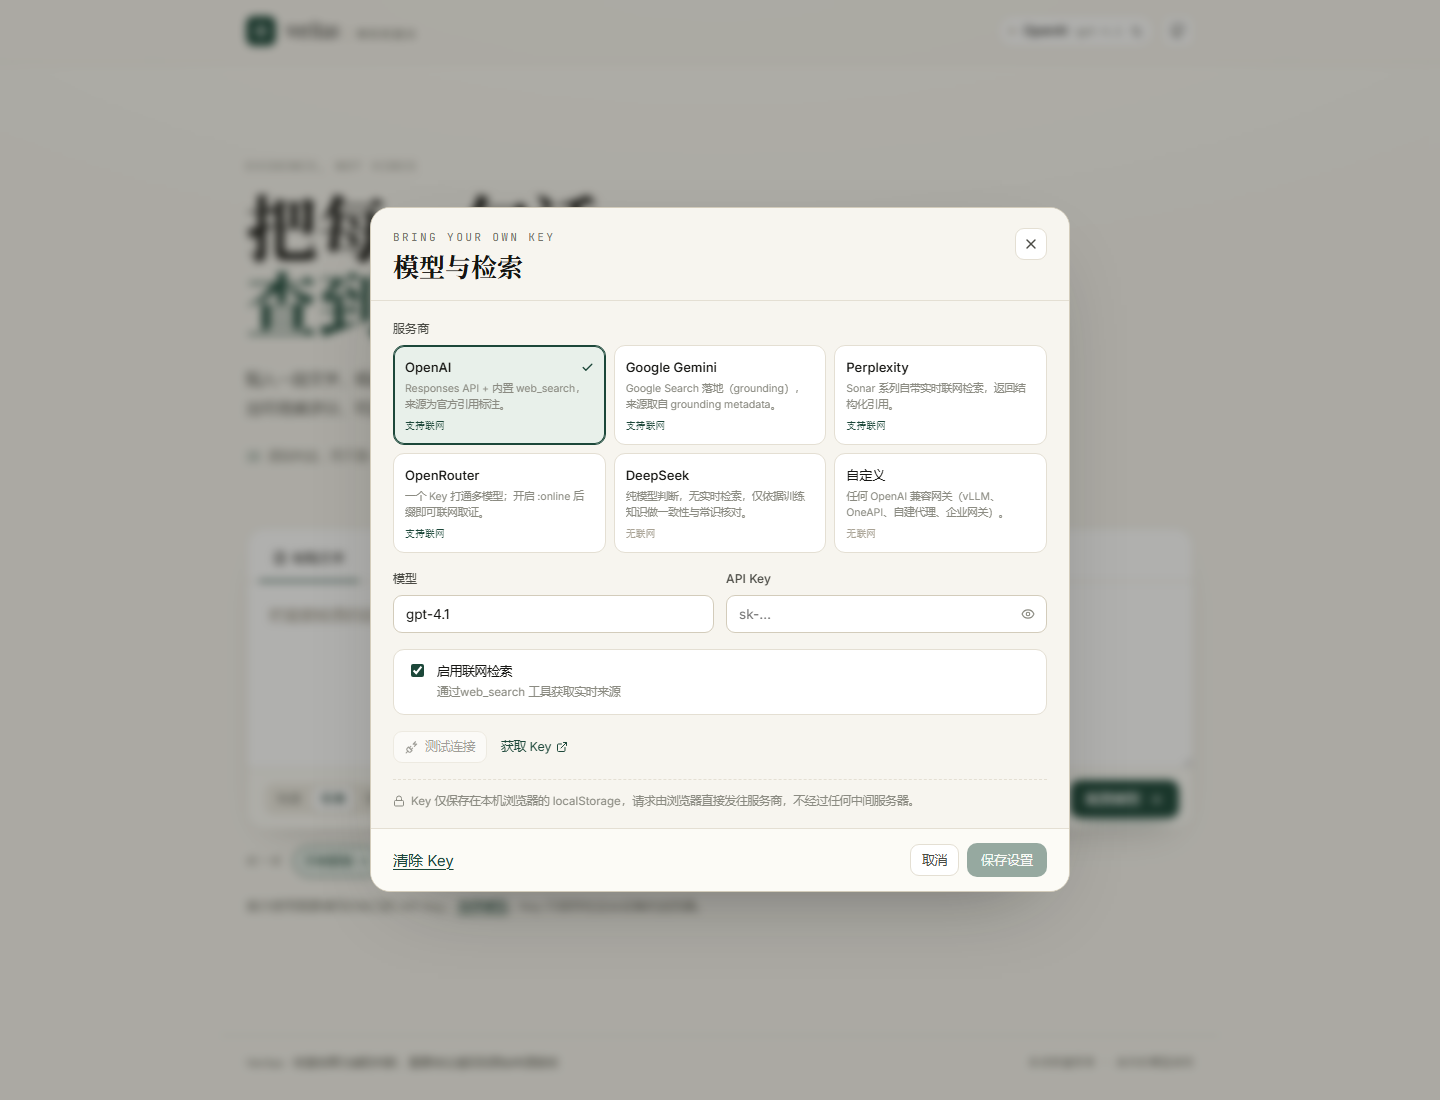 BRING YOUR OWN KEY
模型与检索
服务商
OpenAI
Responses API + 内置 web_search，
来源为官方引用标注。
支持联网
Google Gemini
Google Search 落地（grounding），
来源取自 grounding metadata。
支持联网
Perplexity
Sonar 系列自带实时联网检索，返回结
构化引用。
支持联网
OpenRouter
一个 Key 打通多模型；开启 :online 后
缀即可联网取证。
支持联网
DeepSeek
纯模型判断，无实时检索，仅依据训练
知识做一致性与常识核对。
无联网
自定义
任何 OpenAI 兼容网关（vLLM、
OneAPI、自建代理、企业网关）。
无联网
模型
API Key
gpt-4.1
sk-...
启用联网检索
通过web_search 工具获取实时来源
测试连接
获取 Key
Key 仅保存在本机浏览器的 localStorage，请求由浏览器直接发往服务商，不经过任何中间服务器。
清除 Key
取消
保存设置
把每
查到